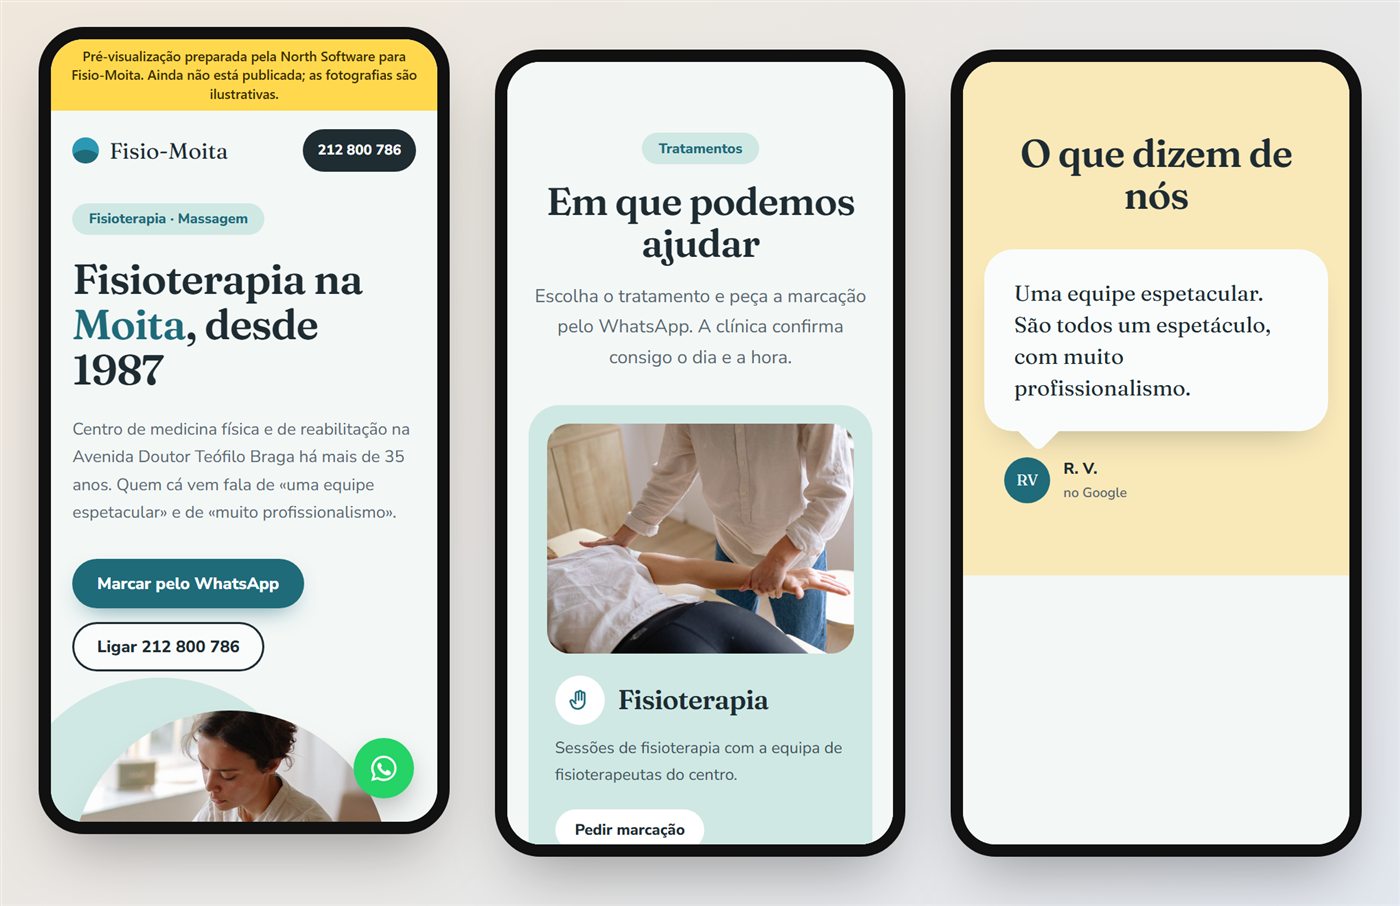 Pré-visualização preparada pela North Software para
Fisio-Moita. Ainda não está publicada; as fotografias são
ilustrativas.
Fisio-Moita
212 800 786
Fisioterapia · Massagem
Fisioterapia na
Moita, desde
1987
Centro de medicina física e de reabilitação na
Avenida Doutor Teófilo Braga há mais de 35
anos. Quem cá vem fala de «uma equipe
espetacular» e de «muito profissionalismo».
Marcar pelo WhatsApp
Ligar 212 800 786
Tratamentos
Em que podemos
ajudar
Escolha o tratamento e peça a marcação
pelo WhatsApp. A clínica confirma
consigo o dia e a hora.
Fisioterapia
Sessões de fisioterapia com a equipa de
fisioterapeutas do centro.
Pedir marcação
O que dizem de
nós
Uma equipe espetacular.
São todos um espetáculo,
com muito
profissionalismo.
RV
R. V.
no Google